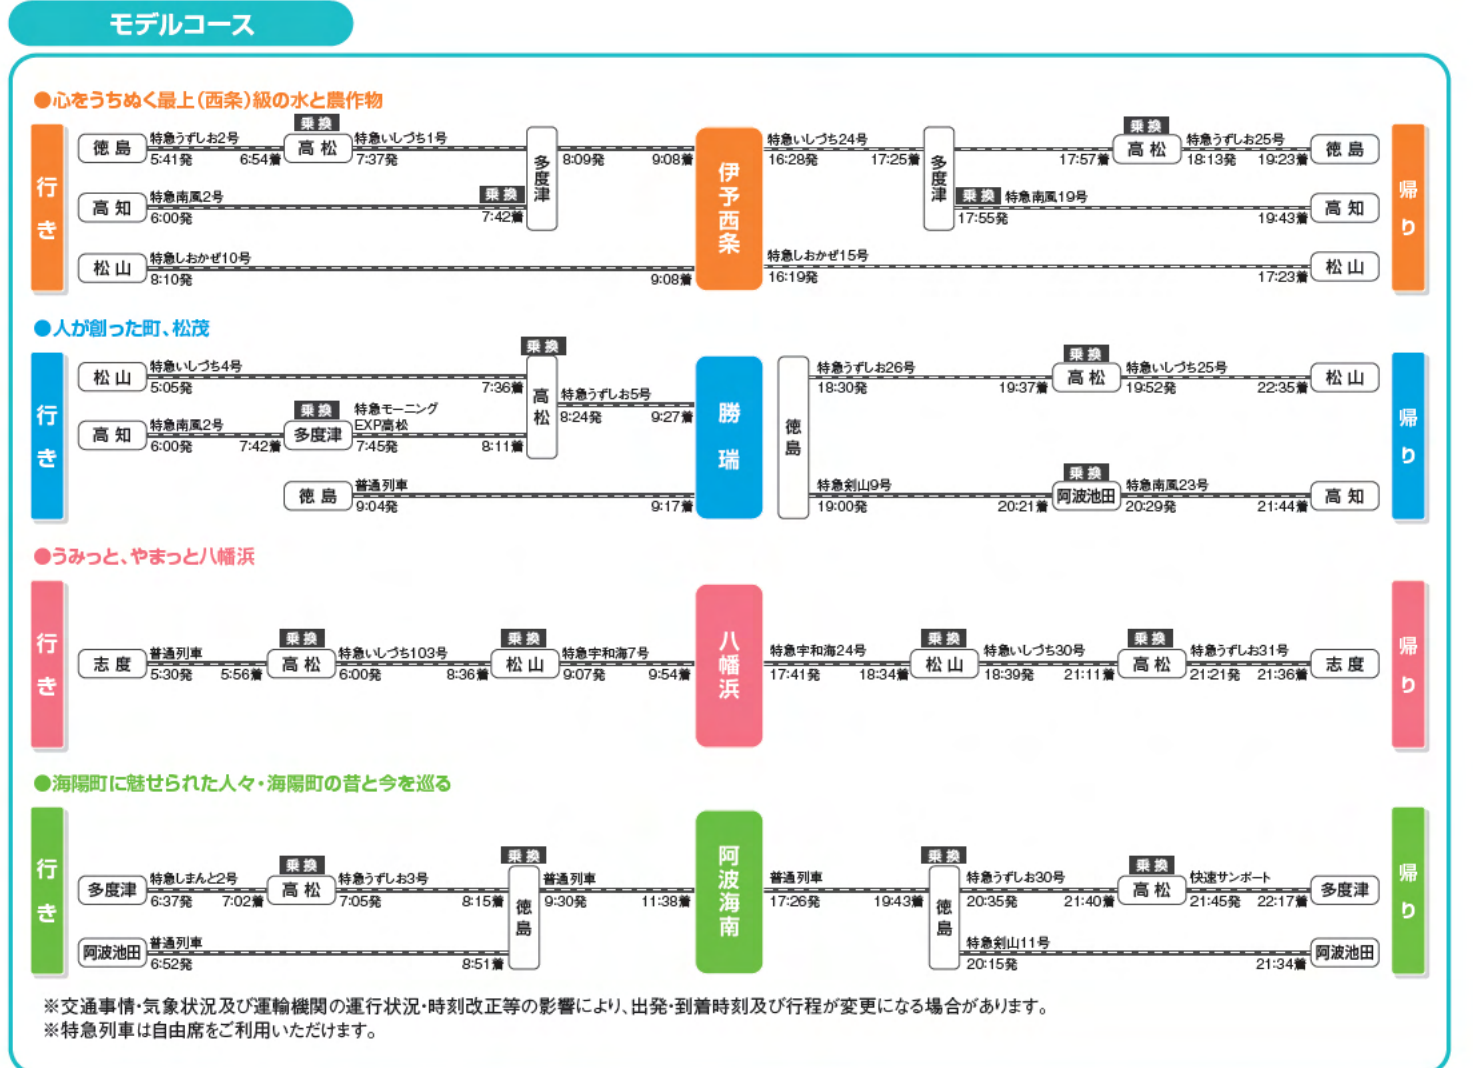 モデルコース
●心をうちぬく最上(西条)級の水と農作物
行き
徳島
特急うずしお2号
5:41発 6:54着
乗換
高松
特急いしづち1号
7:37発
多度津
8:09発 9:08着
高知
特急南風2号
6:00発
乗換
7:42着
松山
特急しおかぜ10号
8:10発 9:08着
伊予西条
特急いしづち24号
16:28発 17:25着
多度津
17:57着
乗換
高松
特急うずしお25号
18:13発 19:23着
徳島
乗換 特急南風19号
17:55発 19:43着
高知
特急しおかぜ15号
16:19発 17:23着
松山
帰り
●人が創った町、松茂
行き
松山
特急いしづち4号
5:05発 7:36着
乗換
高松
特急うずしお5号
8:24発 9:27着
高知
特急南風2号
6:00発 7:42着
乗換
多度津
特急モーニング
EXP高松
7:45発 8:11着
徳島
普通列車
9:04発 9:17着
勝瑞
徳島
特急うずしお26号
18:30発 19:37着
乗換
高松
特急いしづち25号
19:52発 22:35着
松山
特急剣山9号
19:00発 20:21着
乗換
阿波池田
特急南風23号
20:29発 21:44着
高知
帰り
●うみっと、やまっと八幡浜
行き
志度
普通列車
5:30発 5:56着
乗換
高松
特急いしづち103号
6:00発 8:36着
乗換
松山
特急宇和海7号
9:07発 9:54着
八幡浜
特急宇和海24号
17:41発 18:34着
乗換
松山
特急いしづち30号
18:39発 21:11着
乗換
高松
特急うずしお31号
21:21発 21:36着
志度
帰り
●海陽町に魅せられた人々・海陽町の昔と今を巡る
行き
多度津
特急しまんと2号
6:37発 7:02着
乗換
高松
特急うずしお3号
7:05発 8:15着
乗換
徳島
普通列車
9:30発 11:38着
阿波池田
普通列車
6:52発 8:51着
阿波海南
普通列車
17:26発 19:43着
乗換
徳島
特急うずしお30号
20:35発 21:40着
乗換
高松
快速サンポート
21:45発 22:17着
多度津
特急剣山11号
20:15発 21:34着
阿波池田
帰り
※交通事情・気象状況及び運輸機関の運行状況・時刻改正等の影響により、出発・到着時刻及び行程が変更になる場合があります。
※特急列車は自由席をご利用いただけます。